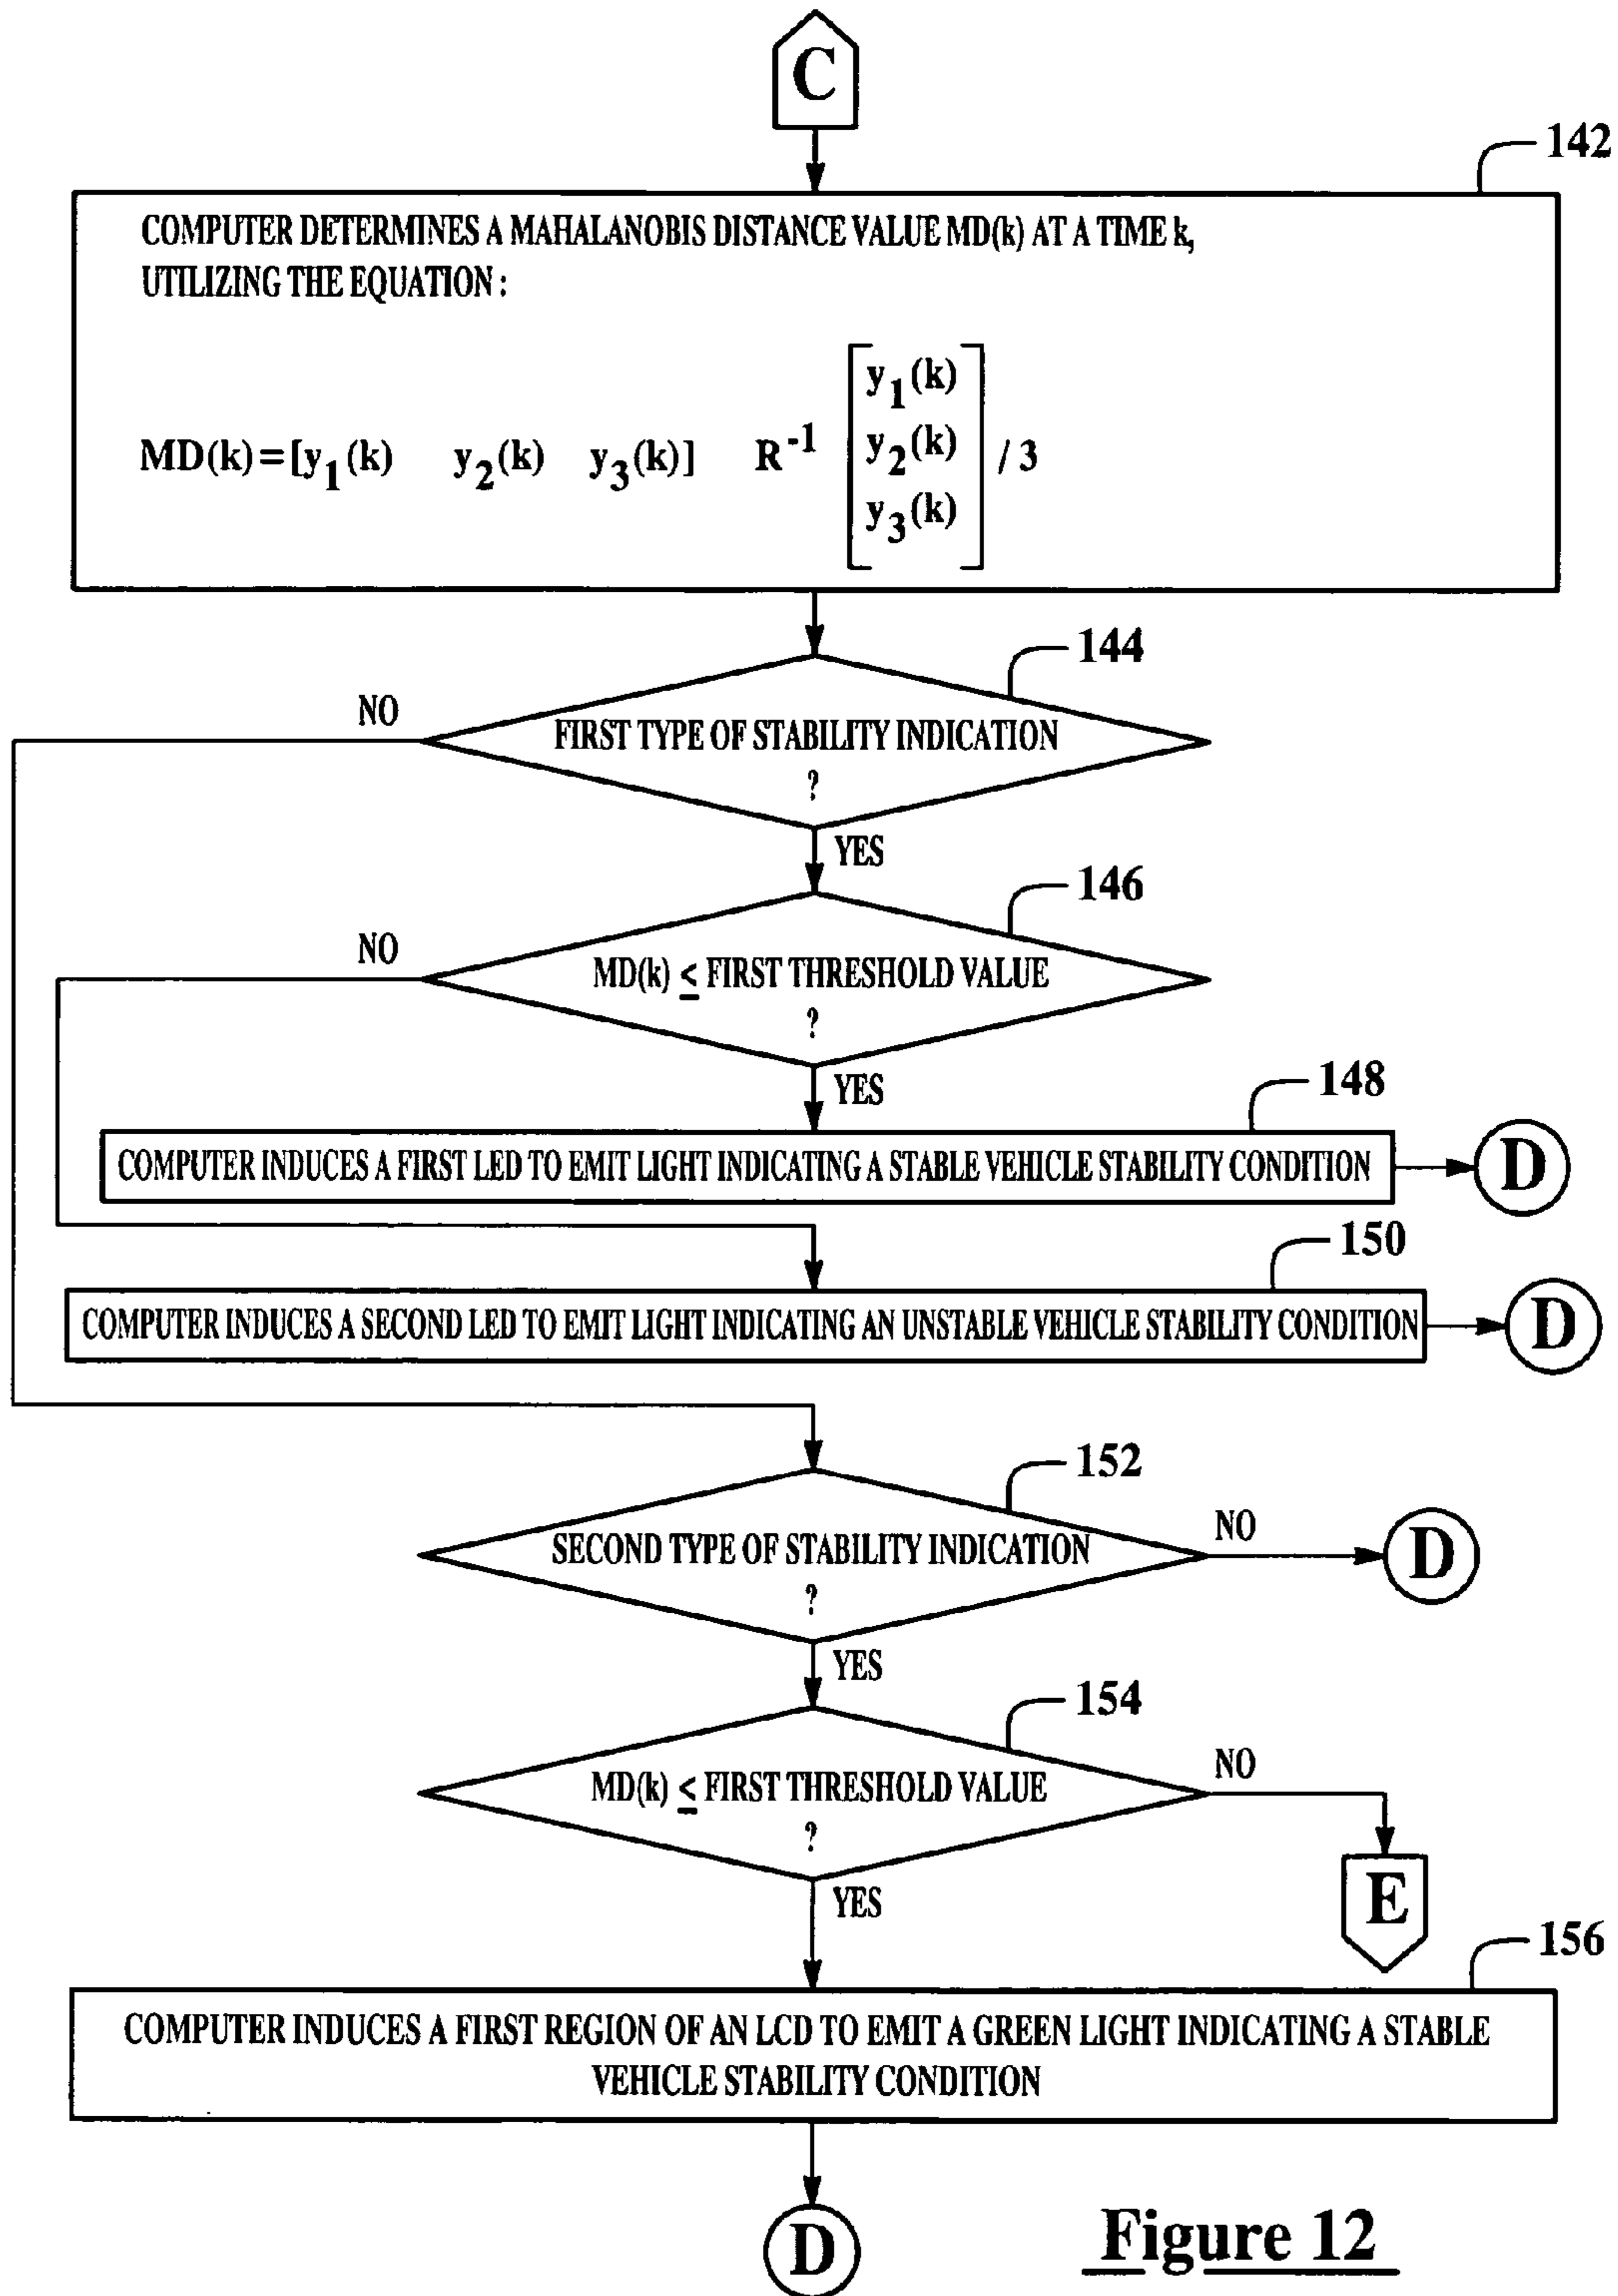 C
142
COMPUTER DETERMINES A MAHALANOBIS DISTANCE VALUE MD(k) AT A TIME k,
UTILIZING THE EQUATION :
MD(k)=[y1(k) y2(k) y3(k)] R-1 [y1(k) y2(k) y3(k)] / 3
144
NO
FIRST TYPE OF STABILITY INDICATION
?
YES
146
NO
MD(k) ≤ FIRST THRESHOLD VALUE
?
YES
148
COMPUTER INDUCES A FIRST LED TO EMIT LIGHT INDICATING A STABLE VEHICLE STABILITY CONDITION
D
150
COMPUTER INDUCES A SECOND LED TO EMIT LIGHT INDICATING AN UNSTABLE VEHICLE STABILITY CONDITION
D
152
SECOND TYPE OF STABILITY INDICATION
?
NO
D
YES
154
MD(k) ≤ FIRST THRESHOLD VALUE
?
NO
E
YES
156
COMPUTER INDUCES A FIRST REGION OF AN LCD TO EMIT A GREEN LIGHT INDICATING A STABLE
VEHICLE STABILITY CONDITION
D
Figure 12